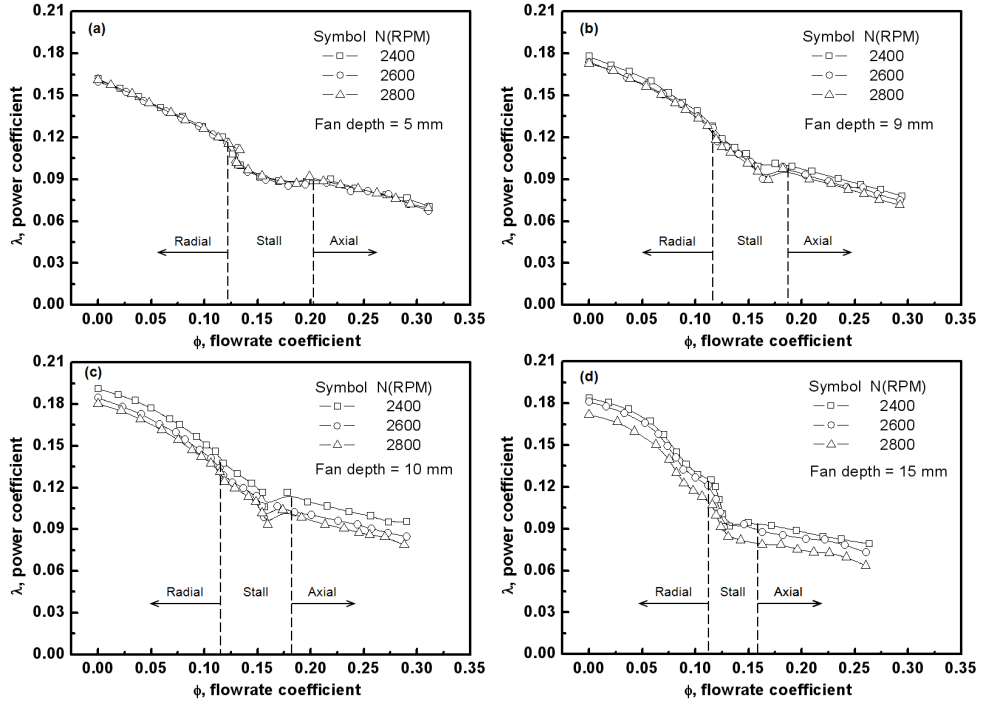 (a)
Symbol N(RPM)
2400
2600
2800
Fan depth = 5 mm
Radial Stall Axial
0.21
0.18
0.15
0.12
0.09
0.06
0.03
0.00
λ, power coefficient
0.00 0.05 0.10 0.15 0.20 0.25 0.30 0.35
ϕ, flowrate coefficient
(b)
Symbol N(RPM)
2400
2600
2800
Fan depth = 9 mm
Radial Stall Axial
0.21
0.18
0.15
0.12
0.09
0.06
0.03
0.00
λ, power coefficient
0.00 0.05 0.10 0.15 0.20 0.25 0.30 0.35
ϕ, flowrate coefficient
(c)
Symbol N(RPM)
2400
2600
2800
Fan depth = 10 mm
Radial Stall Axial
0.21
0.18
0.15
0.12
0.09
0.06
0.03
0.00
λ, power coefficient
0.00 0.05 0.10 0.15 0.20 0.25 0.30 0.35
ϕ, flowrate coefficient
(d)
Symbol N(RPM)
2400
2600
2800
Fan depth = 15 mm
Radial Stall Axial
0.21
0.18
0.15
0.12
0.09
0.06
0.03
0.00
λ, power coefficient
0.00 0.05 0.10 0.15 0.20 0.25 0.30 0.35
ϕ, flowrate coefficient